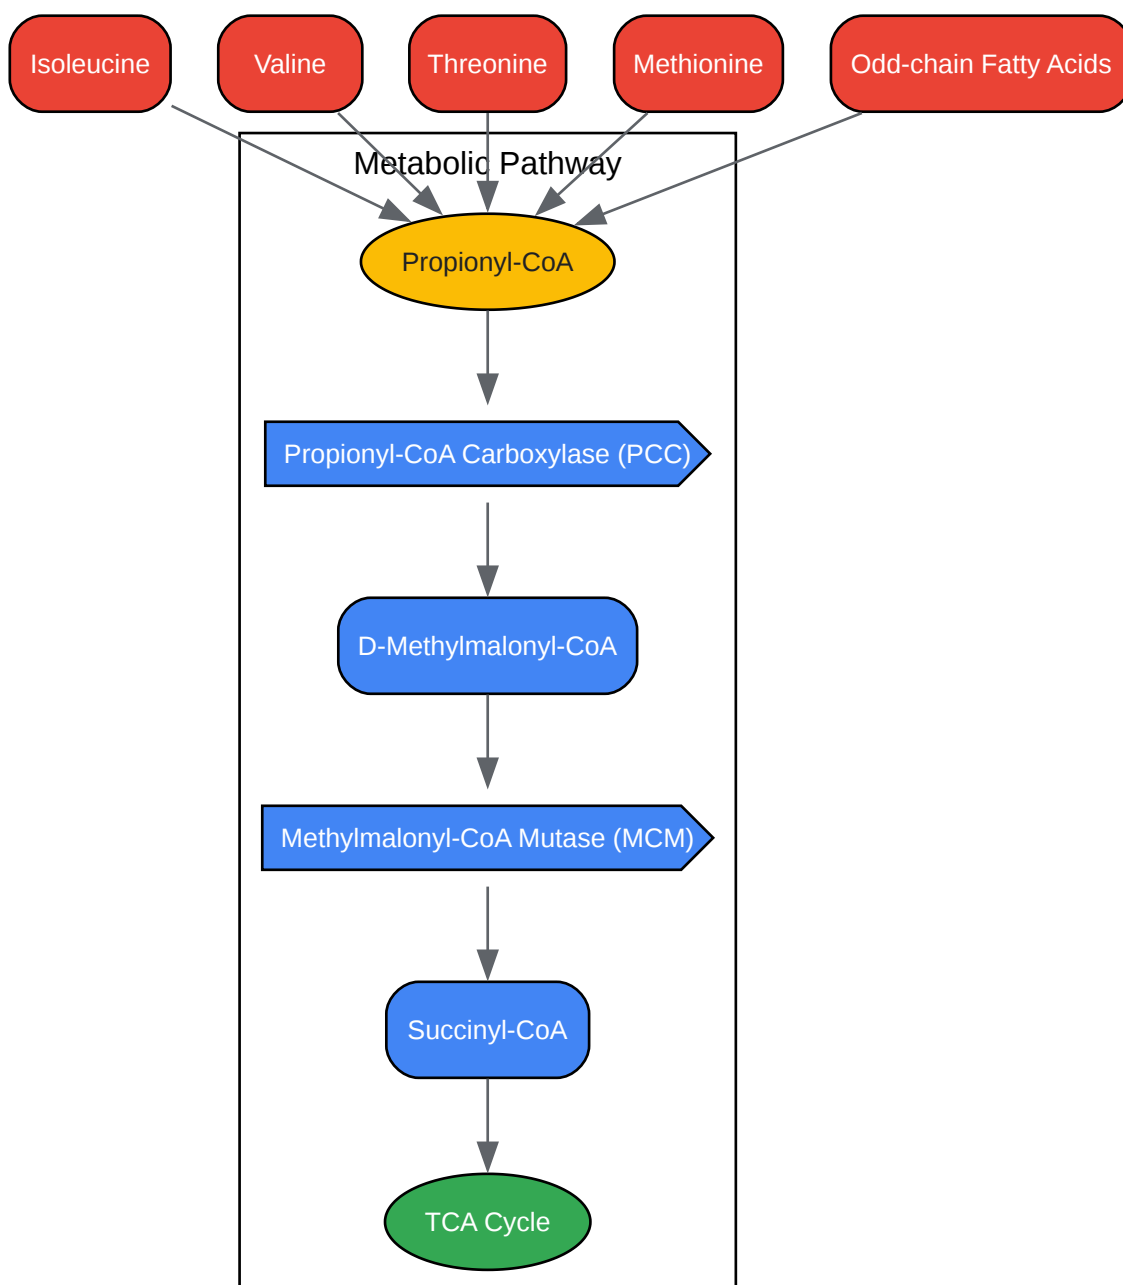 Isoleucine
Valine
Threonine
Methionine
Odd-chain Fatty Acids
Metabolic Pathway
Propionyl-CoA
Propionyl-CoA Carboxylase (PCC)
D-Methylmalonyl-CoA
Methylmalonyl-CoA Mutase (MCM)
Succinyl-CoA
TCA Cycle